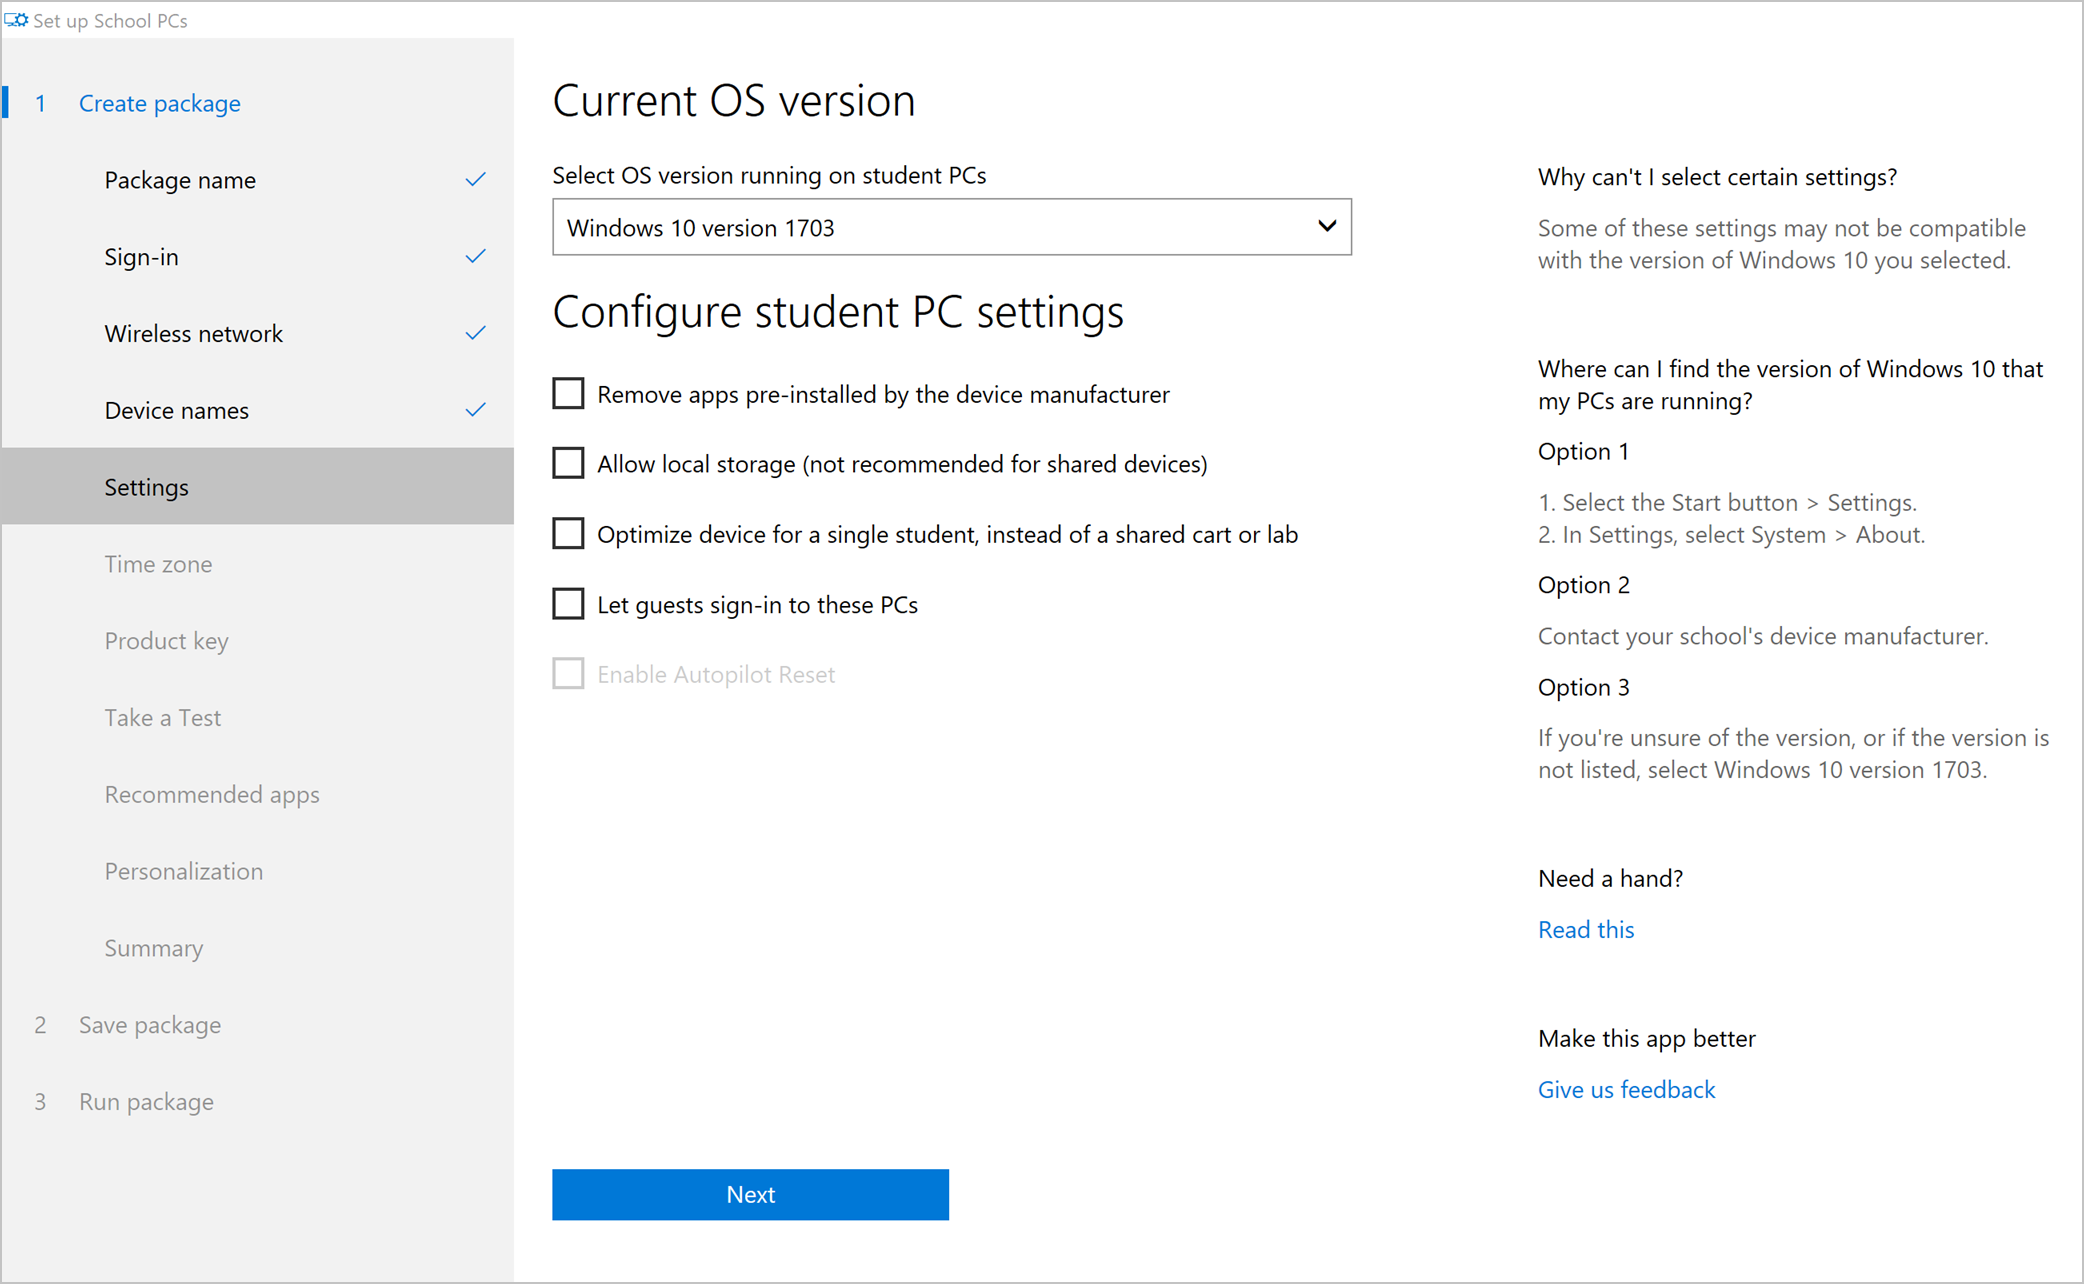 Set up School PCs
1 Create package
Package name
Sign-in
Wireless network
Device names
Settings
Time zone
Product key
Take a Test
Recommended apps
Personalization
Summary
2 Save package
3 Run package
Current OS version
Select OS version running on student PCs
Windows 10 version 1703
Configure student PC settings
Remove apps pre-installed by the device manufacturer
Allow local storage (not recommended for shared devices)
Optimize device for a single student, instead of a shared cart or lab
Let guests sign-in to these PCs
Enable Autopilot Reset
Next
Why can't I select certain settings?
Some of these settings may not be compatible
with the version of Windows 10 you selected.
Where can I find the version of Windows 10 that
my PCs are running?
Option 1
1. Select the Start button > Settings.
2. In Settings, select System > About.
Option 2
Contact your school's device manufacturer.
Option 3
If you're unsure of the version, or if the version is
not listed, select Windows 10 version 1703.
Need a hand?
Read this
Make this app better
Give us feedback